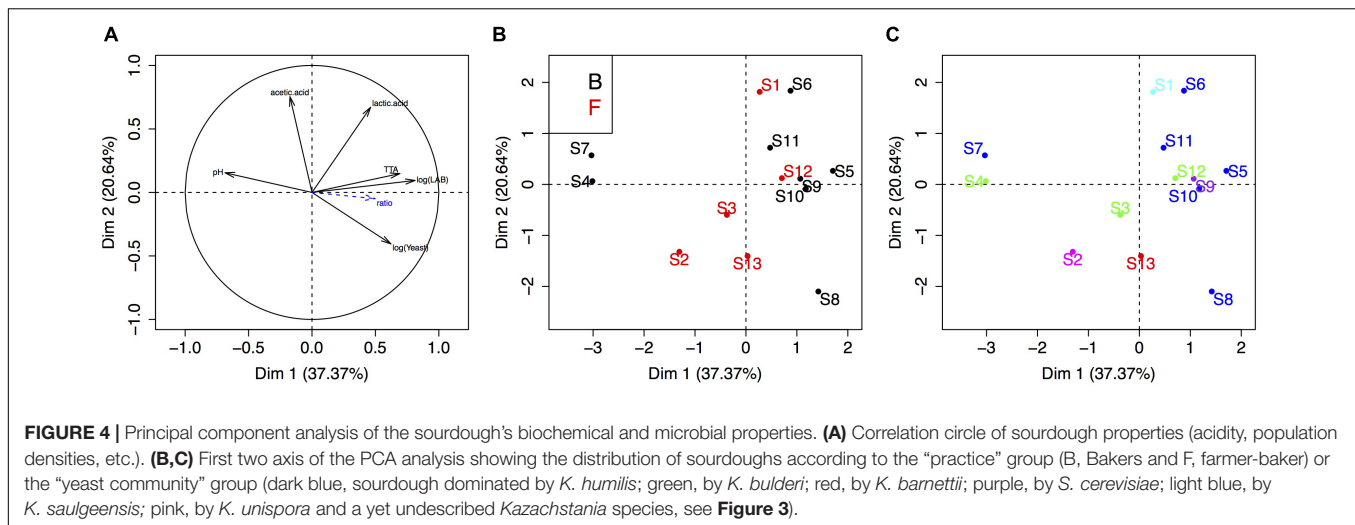 A
B
C
1.0
0.5
0.0
−0.5
−1.0
Dim 2 (20.64%)
acetic.acid
lactic.acid
pH
TTA
log(LAB)
ratio
log(Yeast)
−1.0 −0.5 0.0 0.5 1.0
Dim 1 (37.37%)
2
1
0
−1
−2
Dim 2 (20.64%)
B
F
S1
S6
S11
S7
S12
S5
S4
S9
S10
S3
S2
S13
S8
−3 −2 −1 0 1 2
Dim 1 (37.37%)
2
1
0
−1
−2
Dim 2 (20.64%)
S1
S6
S11
S7
S12
S5
S4
S9
S10
S3
S2
S13
S8
−3 −2 −1 0 1 2
Dim 1 (37.37%)
FIGURE 4 | Principal component analysis of the sourdough's biochemical and microbial properties. (A) Correlation circle of sourdough properties (acidity, population
densities, etc.). (B,C) First two axis of the PCA analysis showing the distribution of sourdoughs according to the "practice" group (B, Bakers and F, farmer-baker) or
the "yeast community" group (dark blue, sourdough dominated by K. humilis; green, by K. bulderi; red, by K. barnettii; purple, by S. cerevisiae; light blue, by
K. saulgeensis; pink, by K. unispora and a yet undescribed Kazachstania species, see Figure 3).